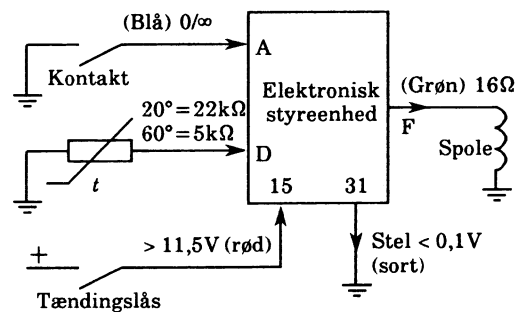 (Blå) 0/∞
A
Kontakt
Elektronisk
styreenhed
(Grøn) 16Ω
F
Spole
20°=22kΩ
60°=5kΩ
D
t
15 31
+
> 11,5V (rød)
Tændingslås
Stel < 0,1V
(sort)